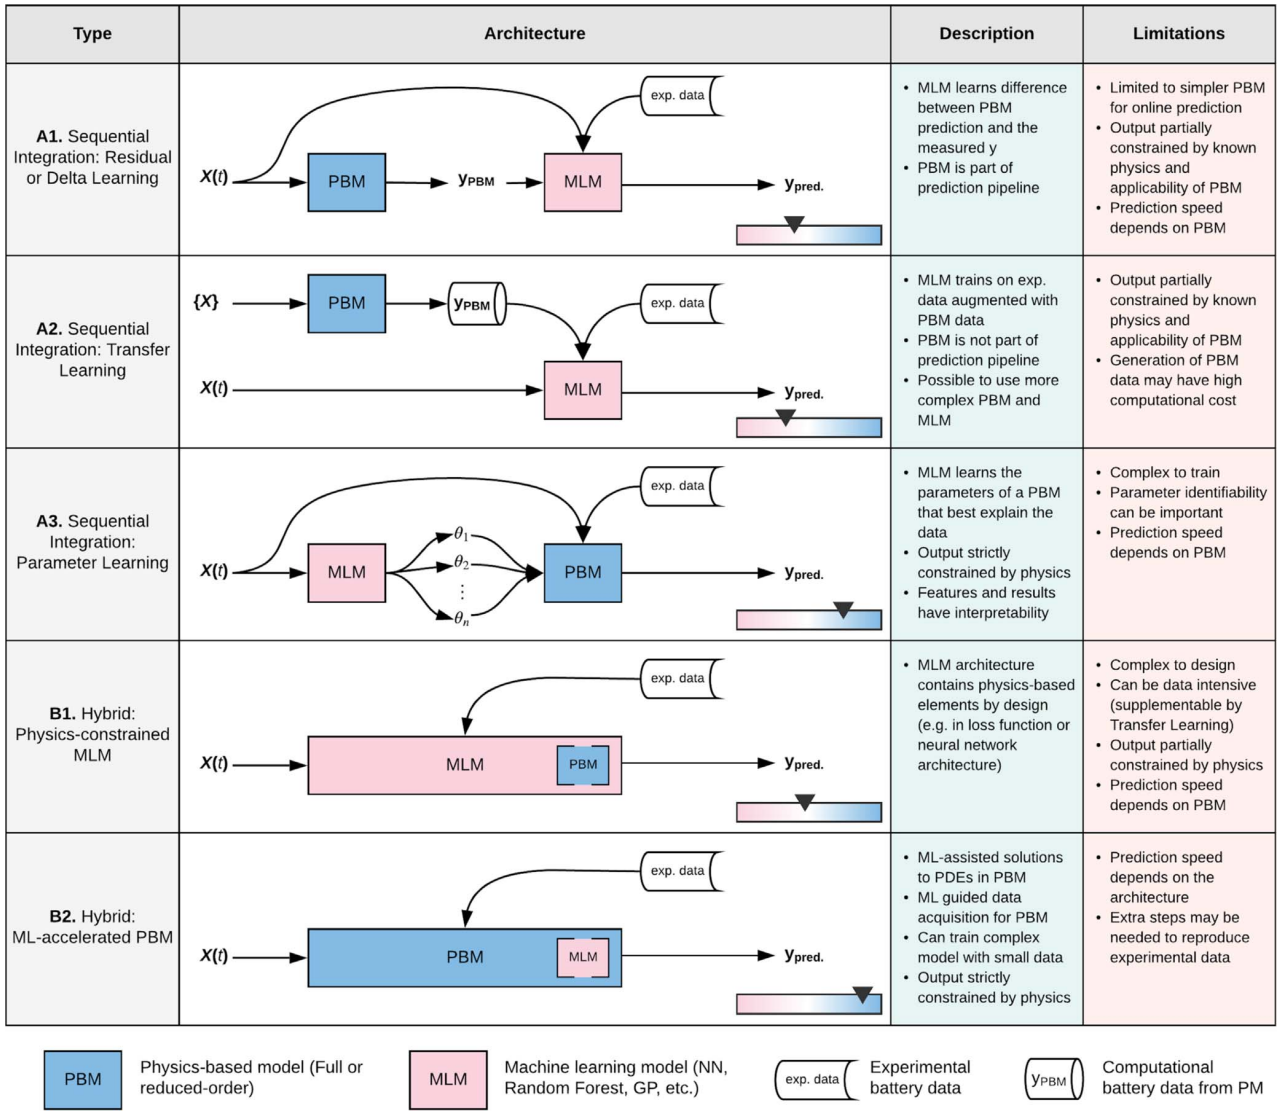 Type
Architecture
Description
Limitations
A1. Sequential
Integration: Residual
or Delta Learning
X(t)
PBM
yPBM
MLM
exp. data
ypred.
• MLM learns difference
between PBM
prediction and the
measured y
• PBM is part of
prediction pipeline
• Limited to simpler PBM
for online prediction
• Output partially
constrained by known
physics and
applicability of PBM
• Prediction speed
depends on PBM
A2. Sequential
Integration: Transfer
Learning
{X}
PBM
yPBM
exp. data
X(t)
MLM
ypred.
• MLM trains on exp.
data augmented with
PBM data
• PBM is not part of
prediction pipeline
• Possible to use more
complex PBM and
MLM
• Output partially
constrained by known
physics and
applicability of PBM
• Generation of PBM
data may have high
computational cost
A3. Sequential
Integration:
Parameter Learning
X(t)
MLM
θ1
θ2
⋮
θn
PBM
exp. data
ypred.
• MLM learns the
parameters of a PBM
that best explain the
data
• Output strictly
constrained by physics
• Features and results
have interpretability
• Complex to train
• Parameter identifiability
can be important
• Prediction speed
depends on PBM
B1. Hybrid:
Physics-constrained
MLM
X(t)
MLM
PBM
exp. data
ypred.
• MLM architecture
contains physics-based
elements by design
(e.g. in loss function or
neural network
architecture)
• Complex to design
• Can be data intensive
(supplementable by
Transfer Learning)
• Output partially
constrained by physics
• Prediction speed
depends on PBM
B2. Hybrid:
ML-accelerated PBM
X(t)
PBM
MLM
exp. data
ypred.
• ML-assisted solutions
to PDEs in PBM
• ML guided data
acquisition for PBM
• Can train complex
model with small data
• Output strictly
constrained by physics
• Prediction speed
depends on the
architecture
• Extra steps may be
needed to reproduce
experimental data
PBM
Physics-based model (Full or
reduced-order)
MLM
Machine learning model (NN,
Random Forest, GP, etc.)
exp. data
Experimental
battery data
yPBM
Computational
battery data from PM